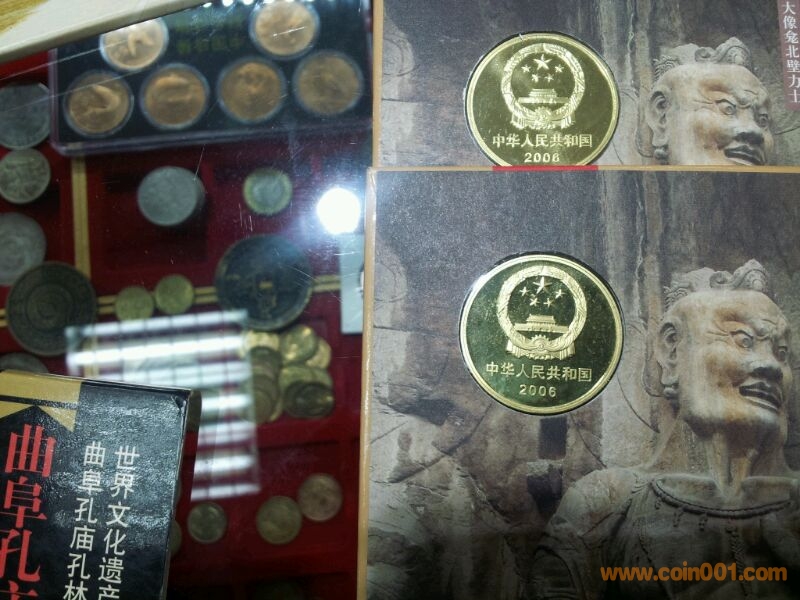 大像龛北壁力士
中华人民共和国
2006
中华人民共和国
2006
世界文化遗产
曲阜孔庙孔林
曲阜孔
www.coin001.com